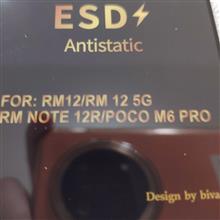 ESD⚡
Antistatic
FOR: RM12/RM 12 5G
RM NOTE 12R/POCO M6 PRO
Design by biva